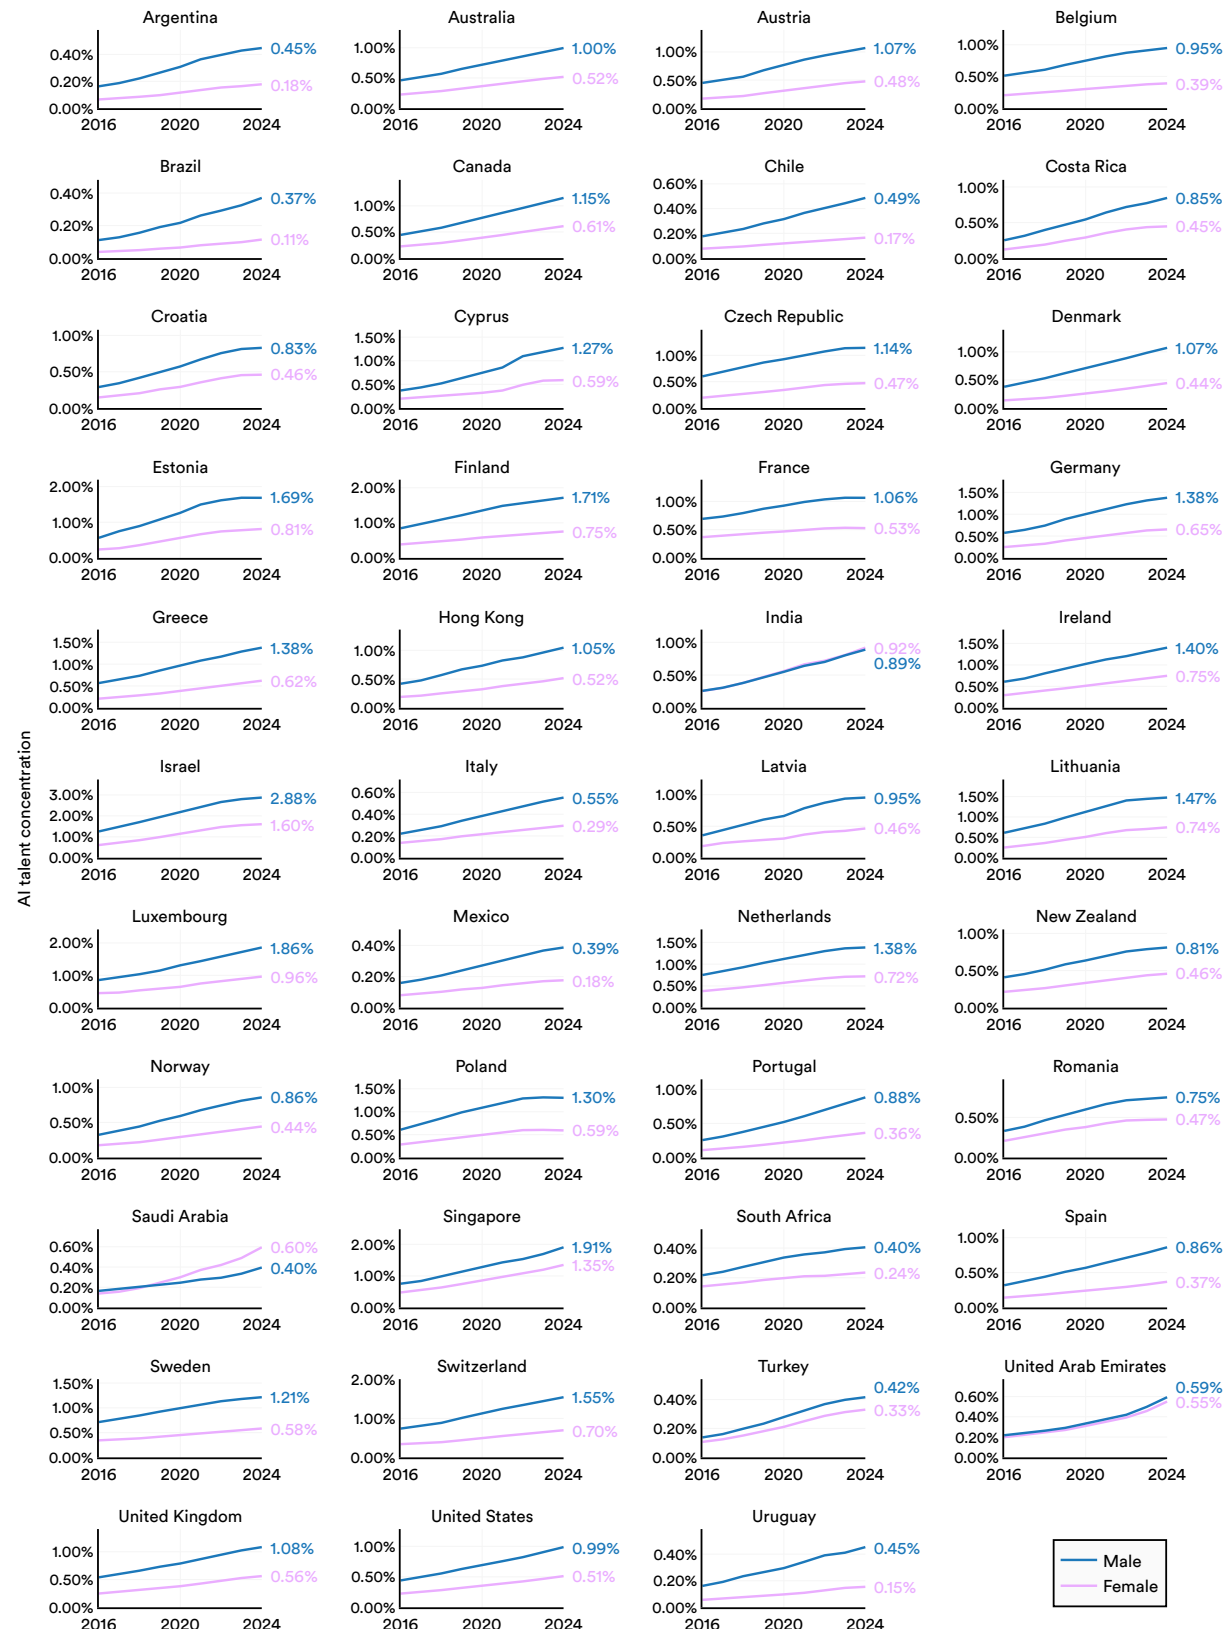 AI talent concentration
Argentina
0.40%
0.20%
0.00%
2016 2020 2024
0.45%
0.18%
Australia
1.00%
0.50%
0.00%
2016 2020 2024
1.00%
0.52%
Austria
1.00%
0.50%
0.00%
2016 2020 2024
1.07%
0.48%
Belgium
1.00%
0.50%
0.00%
2016 2020 2024
0.95%
0.39%
Brazil
0.40%
0.20%
0.00%
2016 2020 2024
0.37%
0.11%
Canada
1.00%
0.50%
0.00%
2016 2020 2024
1.15%
0.61%
Chile
0.60%
0.40%
0.20%
0.00%
2016 2020 2024
0.49%
0.17%
Costa Rica
1.00%
0.50%
0.00%
2016 2020 2024
0.85%
0.45%
Croatia
1.00%
0.50%
0.00%
2016 2020 2024
0.83%
0.46%
Cyprus
1.50%
1.00%
0.50%
0.00%
2016 2020 2024
1.27%
0.59%
Czech Republic
1.00%
0.50%
0.00%
2016 2020 2024
1.14%
0.47%
Denmark
1.00%
0.50%
0.00%
2016 2020 2024
1.07%
0.44%
Estonia
2.00%
1.00%
0.00%
2016 2020 2024
1.69%
0.81%
Finland
2.00%
1.00%
0.00%
2016 2020 2024
1.71%
0.75%
France
1.00%
0.50%
0.00%
2016 2020 2024
1.06%
0.53%
Germany
1.50%
1.00%
0.50%
0.00%
2016 2020 2024
1.38%
0.65%
Greece
1.50%
1.00%
0.50%
0.00%
2016 2020 2024
1.38%
0.62%
Hong Kong
1.00%
0.50%
0.00%
2016 2020 2024
1.05%
0.52%
India
1.00%
0.50%
0.00%
2016 2020 2024
0.92%
0.89%
Ireland
1.50%
1.00%
0.50%
0.00%
2016 2020 2024
1.40%
0.75%
Israel
3.00%
2.00%
1.00%
0.00%
2016 2020 2024
2.88%
1.60%
Italy
0.60%
0.40%
0.20%
0.00%
2016 2020 2024
0.55%
0.29%
Latvia
1.00%
0.50%
0.00%
2016 2020 2024
0.95%
0.46%
Lithuania
1.50%
1.00%
0.50%
0.00%
2016 2020 2024
1.47%
0.74%
Luxembourg
2.00%
1.00%
0.00%
2016 2020 2024
1.86%
0.96%
Mexico
0.40%
0.20%
0.00%
2016 2020 2024
0.39%
0.18%
Netherlands
1.50%
1.00%
0.50%
0.00%
2016 2020 2024
1.38%
0.72%
New Zealand
1.00%
0.50%
0.00%
2016 2020 2024
0.81%
0.46%
Norway
1.00%
0.50%
0.00%
2016 2020 2024
0.86%
0.44%
Poland
1.50%
1.00%
0.50%
0.00%
2016 2020 2024
1.30%
0.59%
Portugal
1.00%
0.50%
0.00%
2016 2020 2024
0.88%
0.36%
Romania
0.50%
0.00%
2016 2020 2024
0.75%
0.47%
Saudi Arabia
0.60%
0.40%
0.20%
0.00%
2016 2020 2024
0.60%
0.40%
Singapore
2.00%
1.00%
0.00%
2016 2020 2024
1.91%
1.35%
South Africa
0.40%
0.20%
0.00%
2016 2020 2024
0.40%
0.24%
Spain
1.00%
0.50%
0.00%
2016 2020 2024
0.86%
0.37%
Sweden
1.50%
1.00%
0.50%
0.00%
2016 2020 2024
1.21%
0.58%
Switzerland
2.00%
1.00%
0.00%
2016 2020 2024
1.55%
0.70%
Turkey
0.40%
0.20%
0.00%
2016 2020 2024
0.42%
0.33%
United Arab Emirates
0.60%
0.40%
0.20%
0.00%
2016 2020 2024
0.59%
0.55%
United Kingdom
1.00%
0.50%
0.00%
2016 2020 2024
1.08%
0.56%
United States
1.00%
0.50%
0.00%
2016 2020 2024
0.99%
0.51%
Uruguay
0.40%
0.20%
0.00%
2016 2020 2024
0.45%
0.15%
Male
Female